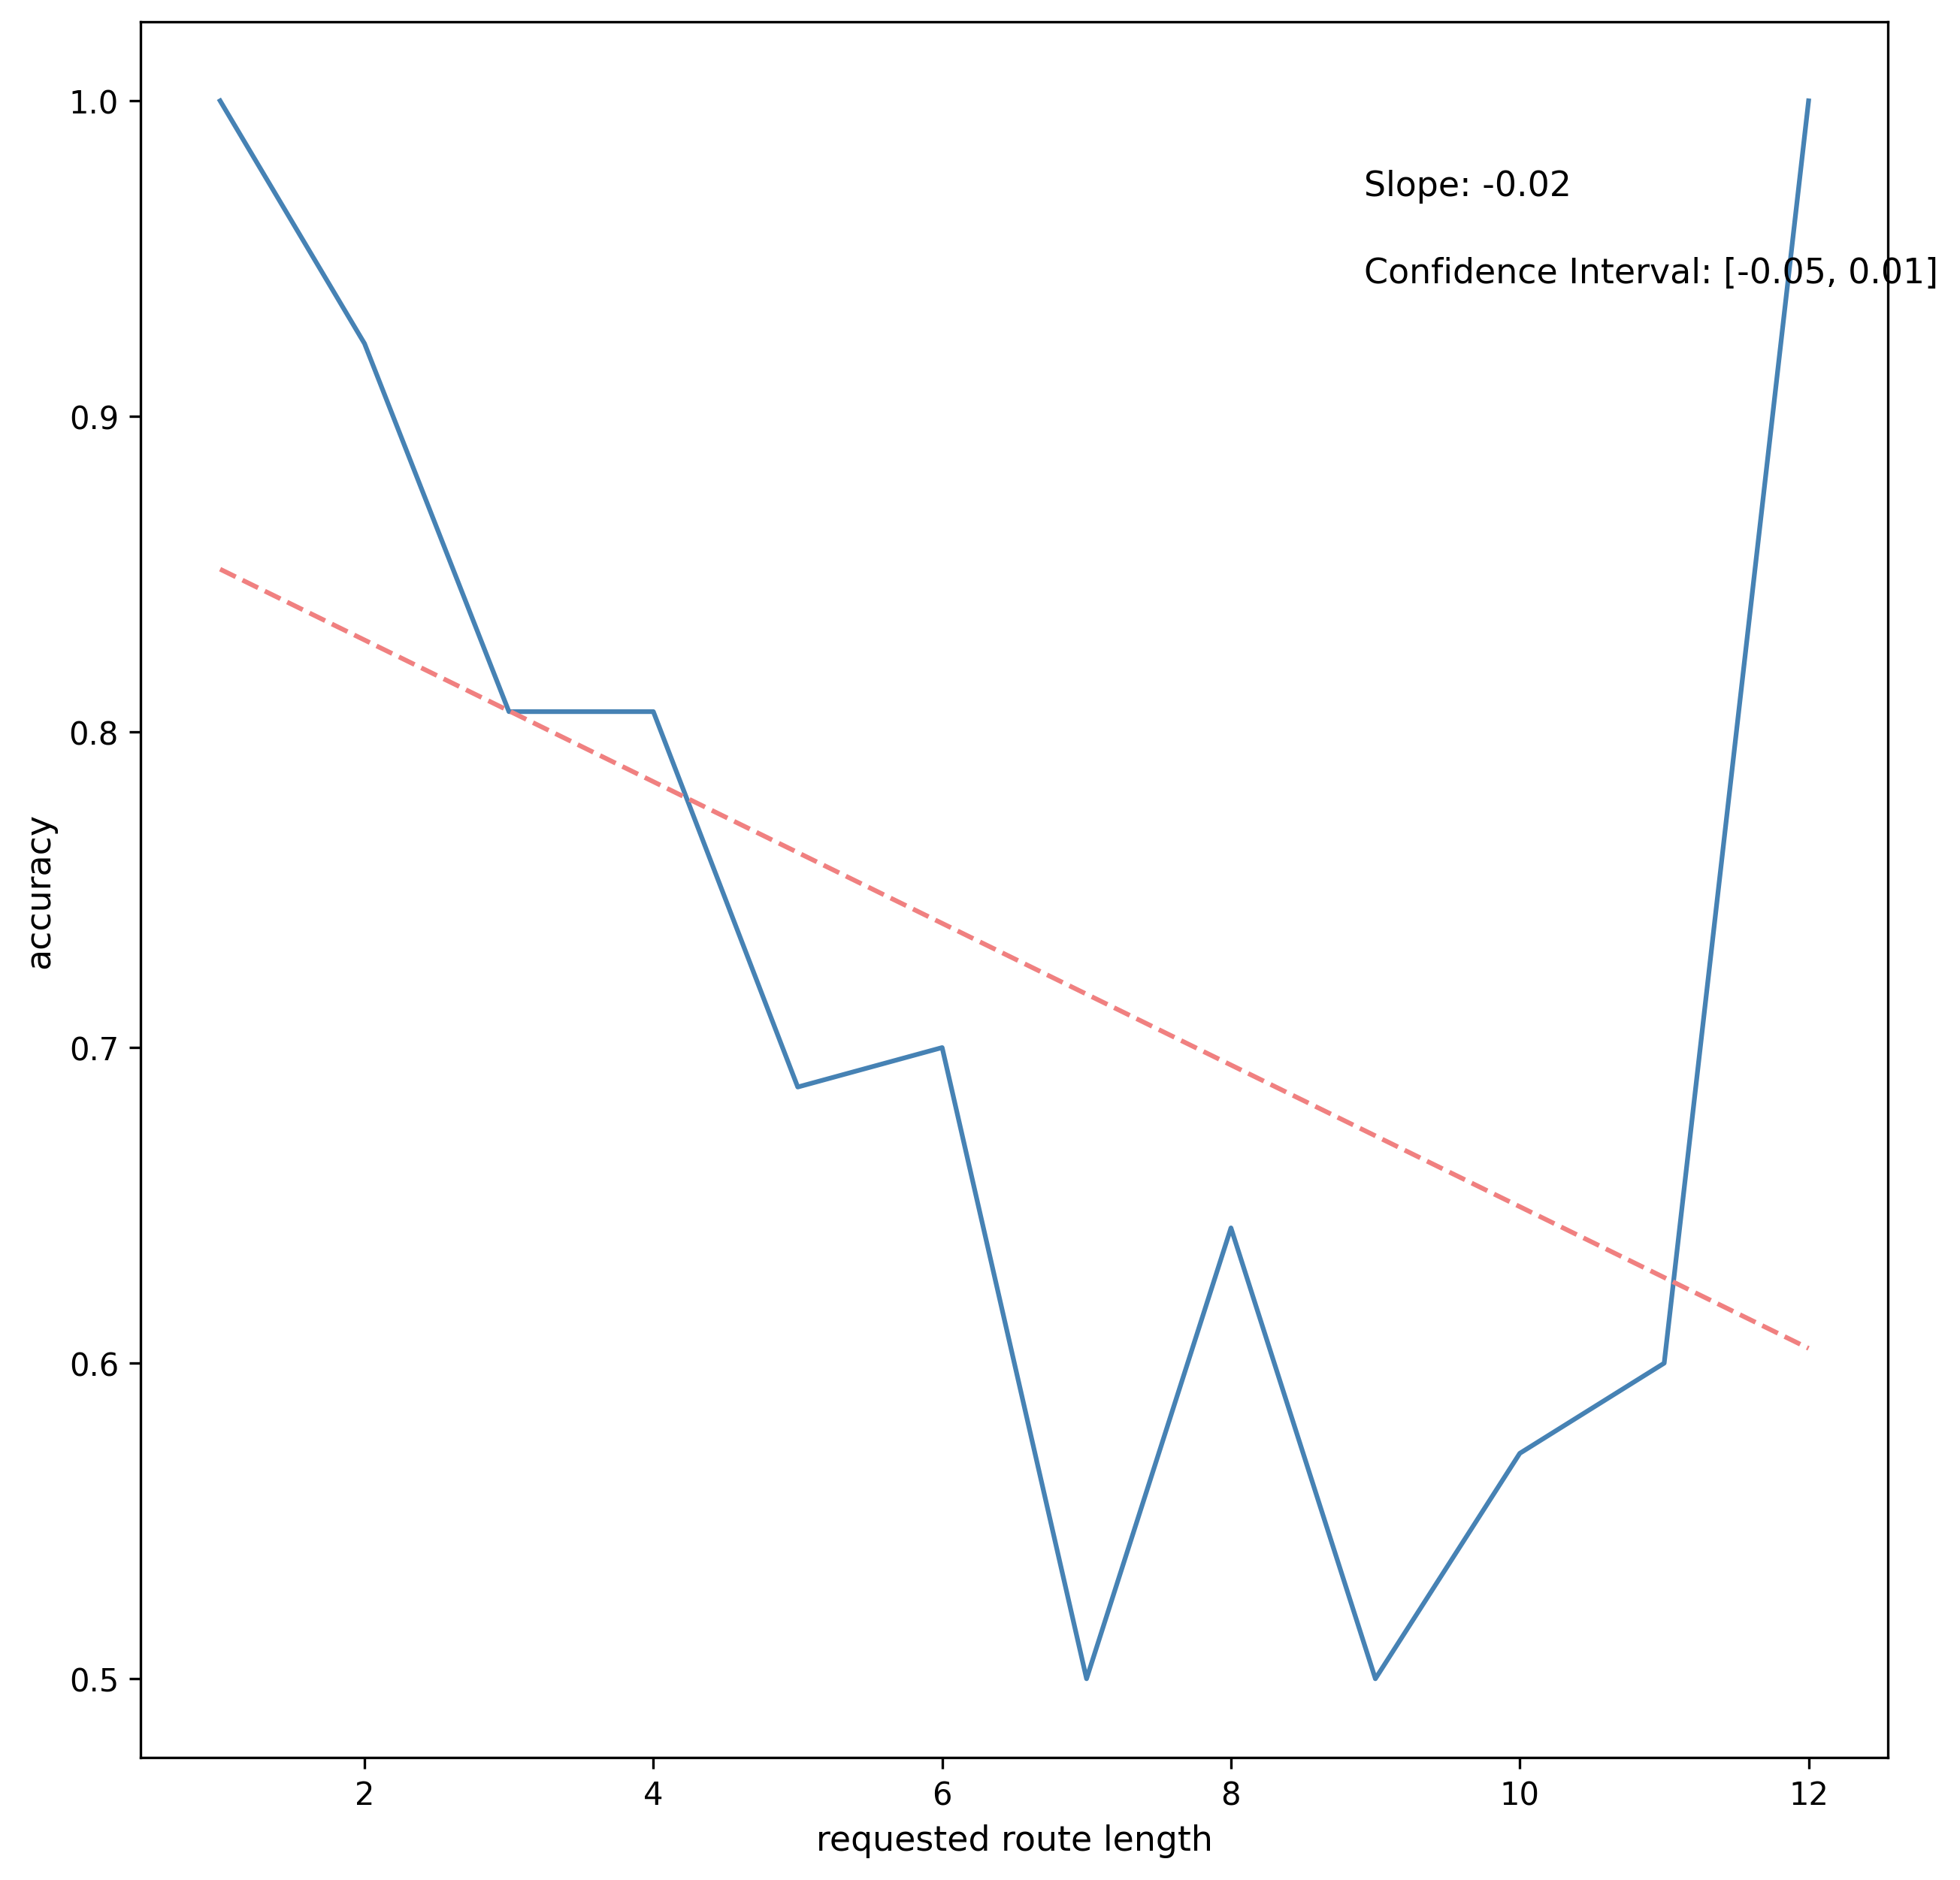 1.0
Slope: -0.02
Confidence Interval: [-0.05, 0.01]
0.9
0.8
accuracy
0.7
0.6
0.5
2 4 6 8 10 12
requested route length